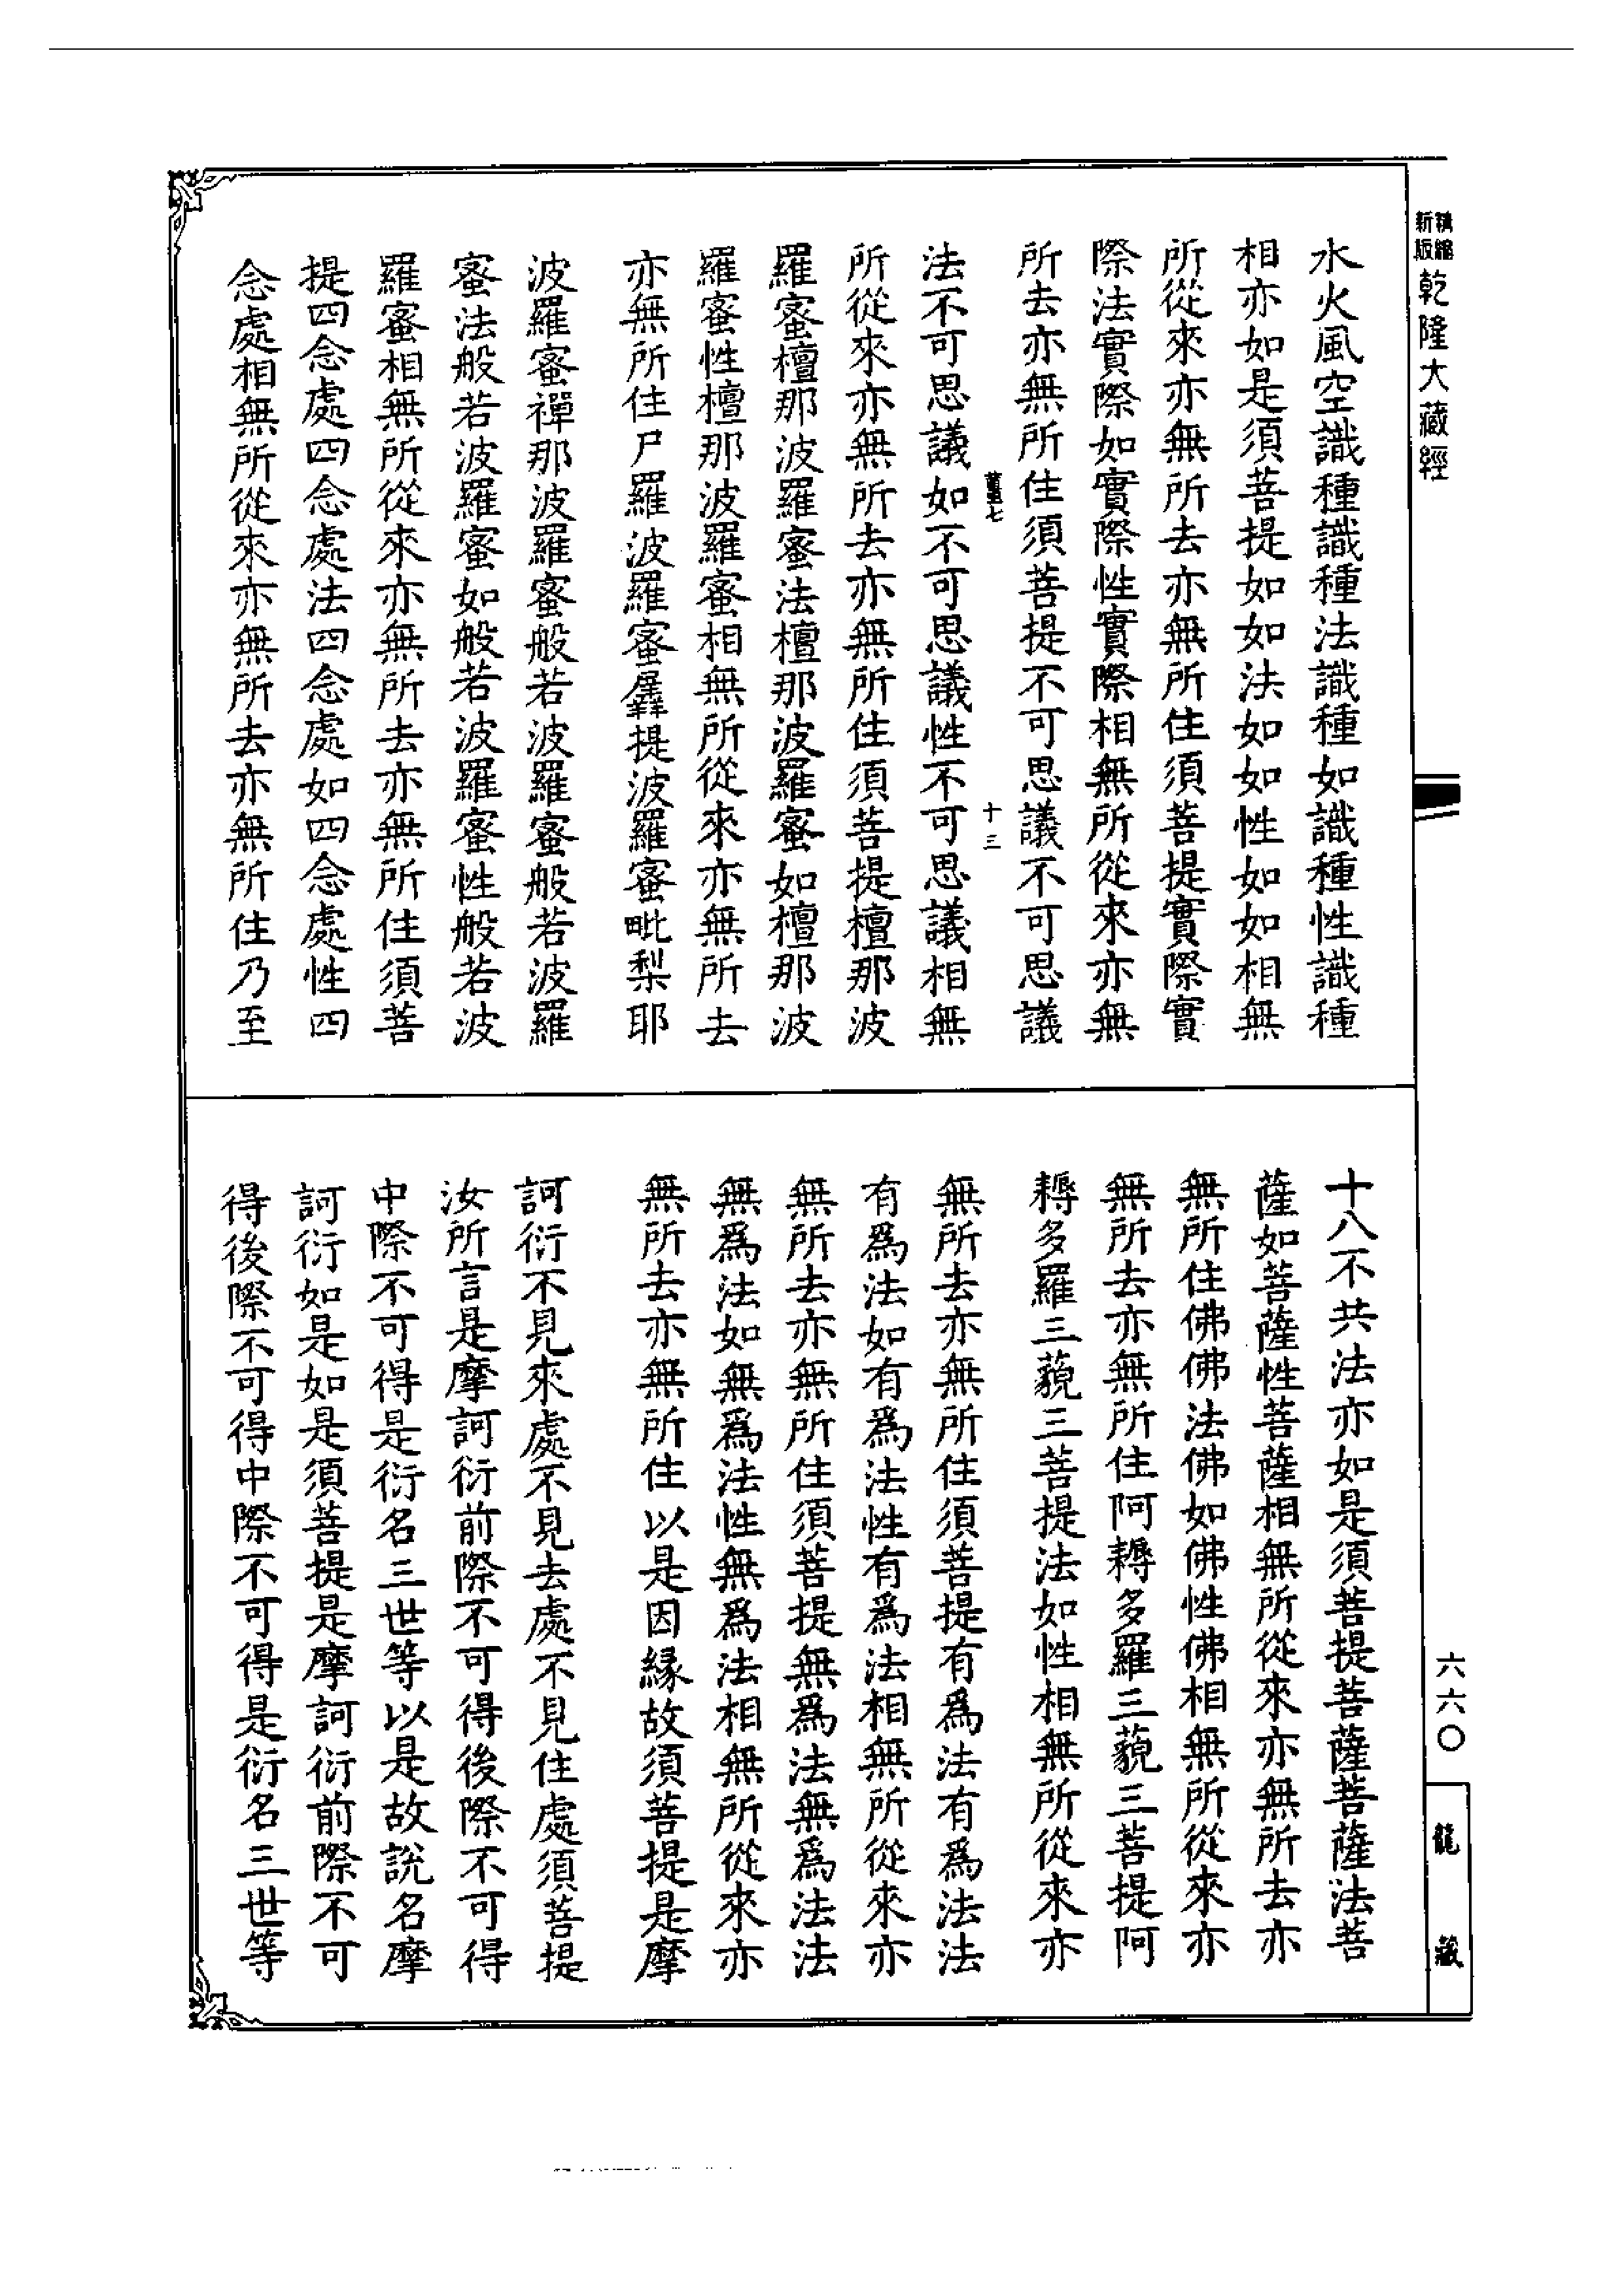 精縮新版乾隆大藏經
水火風空識種識種法識種如識種性識種
相亦如是須菩提如如法如如性如如相無
所從來亦無所去亦無所住須菩提實際實
際法實際如實際性實際相無所從來亦無
所去亦無所住須菩提不可思議不可思議
十三
法不可思議如不可思議性不可思議相無
所從來亦無所去亦無所住須菩提檀那波
羅蜜檀那波羅蜜法檀那波羅蜜如檀那波
羅蜜性檀那波羅蜜相無所從來亦無所去
亦無所住尸羅波羅蜜羼提波羅蜜毗梨耶
波羅蜜禪那波羅蜜般若波羅蜜般若波羅
蜜法般若波羅蜜如般若波羅蜜性般若波
羅蜜相無所從來亦無所去亦無所住須菩
提四念處四念處法四念處如四念處性四
念處相無所從來亦無所去亦無所住乃至
十八不共法亦如是須菩提菩薩菩薩法菩
薩如菩薩性菩薩相無所從來亦無所去亦
無所住佛佛法佛如佛性佛相無所從來亦
無所去亦無所住阿耨多羅三藐三菩提阿
耨多羅三藐三菩提法如性相無所從來亦
無所去亦無所住須菩提有爲法有爲法法
有爲法如有爲法性有爲法相無所從來亦
無所去亦無所住須菩提無爲法無爲法法
無爲法如無爲法性無爲法相無所從來亦
無所去亦無所住以是因緣故須菩提是摩
訶衍不見來處不見去處不見住處須菩提
汝所言是摩訶衍前際不可得後際不可得
中際不可得是衍名三世等以是故說名摩
訶衍如是如是須菩提是摩訶衍前際不可
得後際不可得中際不可得是衍名三世等
六六〇
龍藏